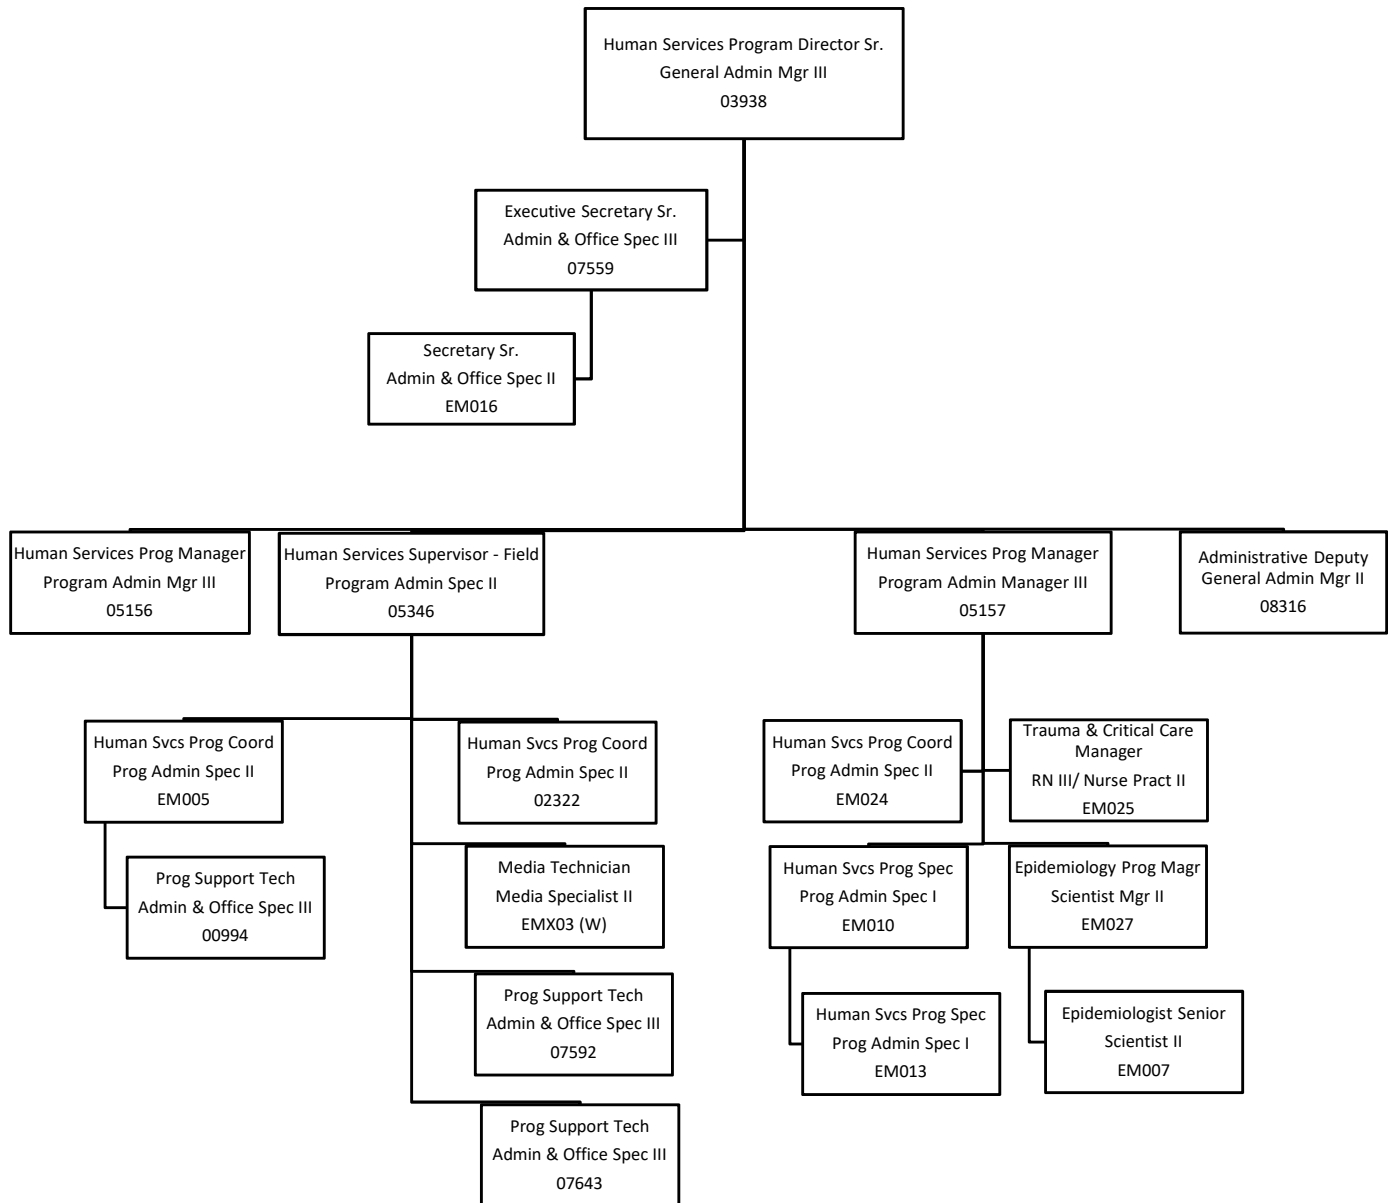 Human Services Program Director Sr.
General Admin Mgr III
03938
Executive Secretary Sr.
Admin & Office Spec III
07559
Secretary Sr.
Admin & Office Spec II
EM016
Human Services Prog Manager
Program Admin Mgr III
05156
Human Services Supervisor - Field
Program Admin Spec II
05346
Human Services Prog Manager
Program Admin Manager III
05157
Administrative Deputy
General Admin Mgr II
08316
Human Svcs Prog Coord
Prog Admin Spec II
EM005
Prog Support Tech
Admin & Office Spec III
00994
Human Svcs Prog Coord
Prog Admin Spec II
02322
Media Technician
Media Specialist II
EMX03 (W)
Prog Support Tech
Admin & Office Spec III
07592
Prog Support Tech
Admin & Office Spec III
07643
Human Svcs Prog Coord
Prog Admin Spec II
EM024
Trauma & Critical Care
Manager
RN III/ Nurse Pract II
EM025
Human Svcs Prog Spec
Prog Admin Spec I
EM010
Human Svcs Prog Spec
Prog Admin Spec I
EM013
Epidemiology Prog Magr
Scientist Mgr II
EM027
Epidemiologist Senior
Scientist II
EM007